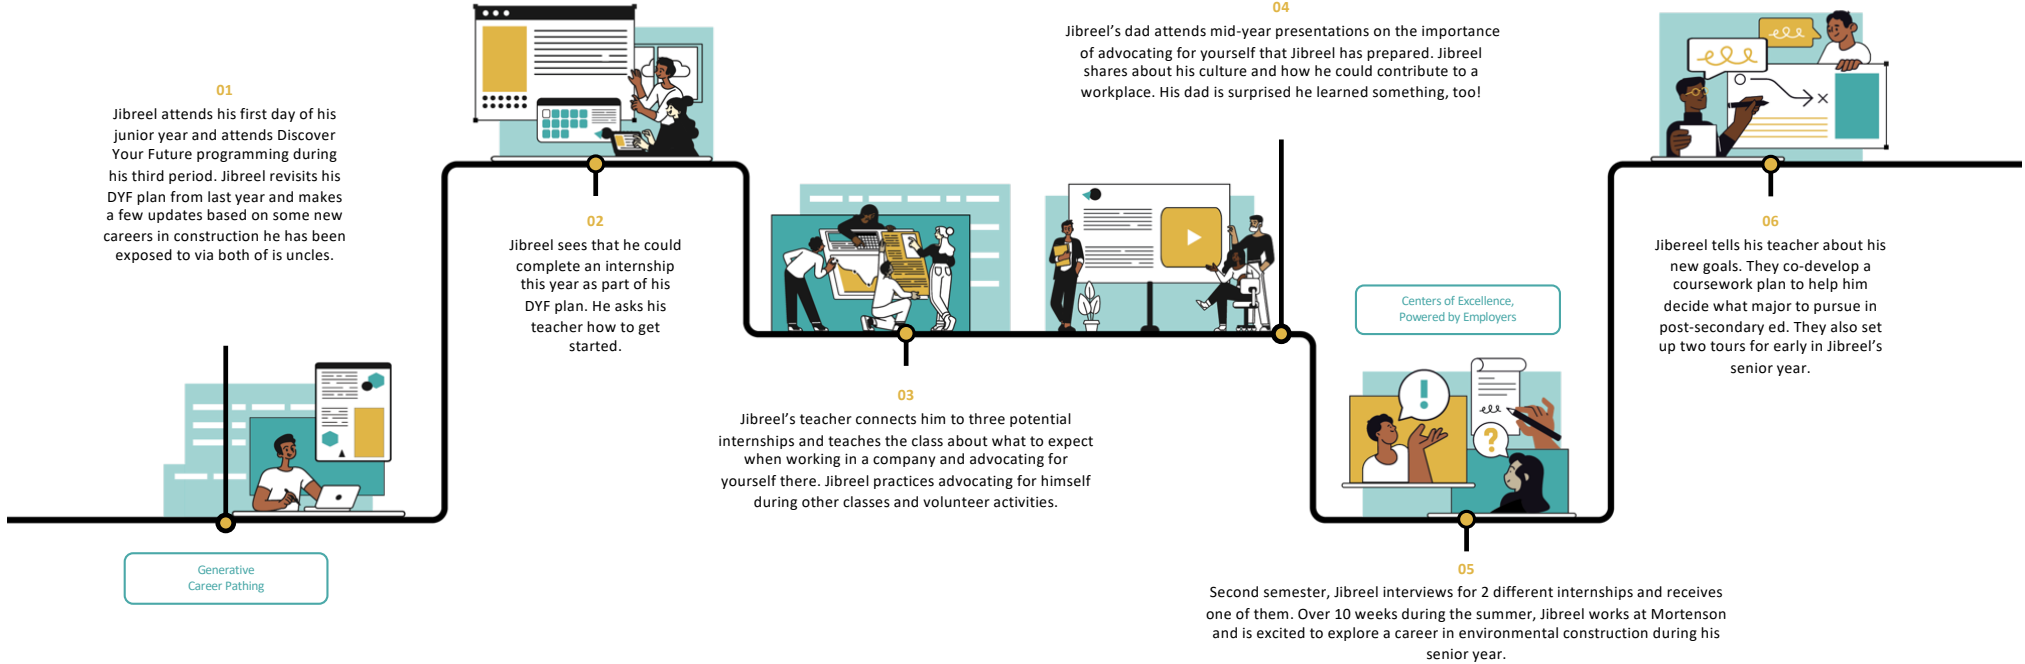 01
Jibreel attends his first day of his
junior year and attends Discover
Your Future programming during
his third period. Jibreel revisits his
DYF plan from last year and makes
a few updates based on some new
careers in construction he has been
exposed to via both of is uncles.
Generative
Career Pathing
02
Jibreel sees that he could
complete an internship
this year as part of his
DYF plan. He asks his
teacher how to get
started.
03
Jibreel’s teacher connects him to three potential
internships and teaches the class about what to expect
when working in a company and advocating for
yourself there. Jibreel practices advocating for himself
during other classes and volunteer activities.
04
Jibreel’s dad attends mid-year presentations on the importance
of advocating for yourself that Jibreel has prepared. Jibreel
shares about his culture and how he could contribute to a
workplace. His dad is surprised he learned something, too!
Centers of Excellence,
Powered by Employers
!
?
05
Second semester, Jibreel interviews for 2 different internships and receives
one of them. Over 10 weeks during the summer, Jibreel works at Mortenson
and is excited to explore a career in environmental construction during his
senior year.
06
Jibereel tells his teacher about his
new goals. They co-develop a
coursework plan to help him
decide what major to pursue in
post-secondary ed. They also set
up two tours for early in Jibreel’s
senior year.